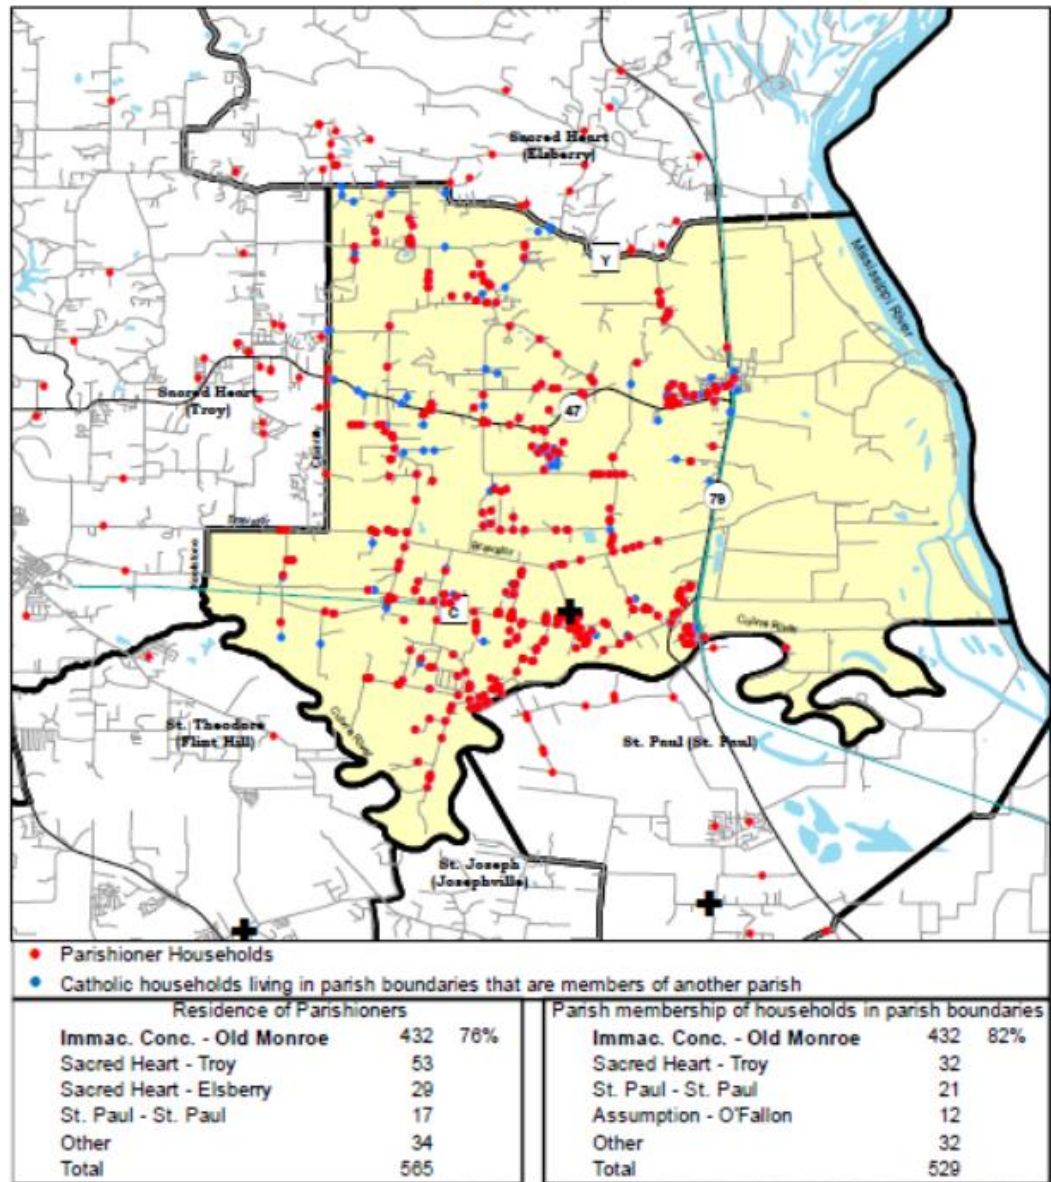 Sacred Heart
(Elsberry)
Y
Mississippi River
Sacred Heart
(Troy)
47
79
C
St. Theodore
(Flint Hill)
St. Paul (St. Paul)
St. Joseph
(Josephville)
Parishioner Households
Catholic households living in parish boundaries that are members of another parish
Residence of Parishioners
Immac. Conc. - Old Monroe 432 76%
Sacred Heart - Troy 53
Sacred Heart - Elsberry 29
St. Paul - St. Paul 17
Other 34
Total 565
Parish membership of households in parish boundaries
Immac. Conc. - Old Monroe 432 82%
Sacred Heart - Troy 32
St. Paul - St. Paul 21
Assumption - O'Fallon 12
Other 32
Total 529